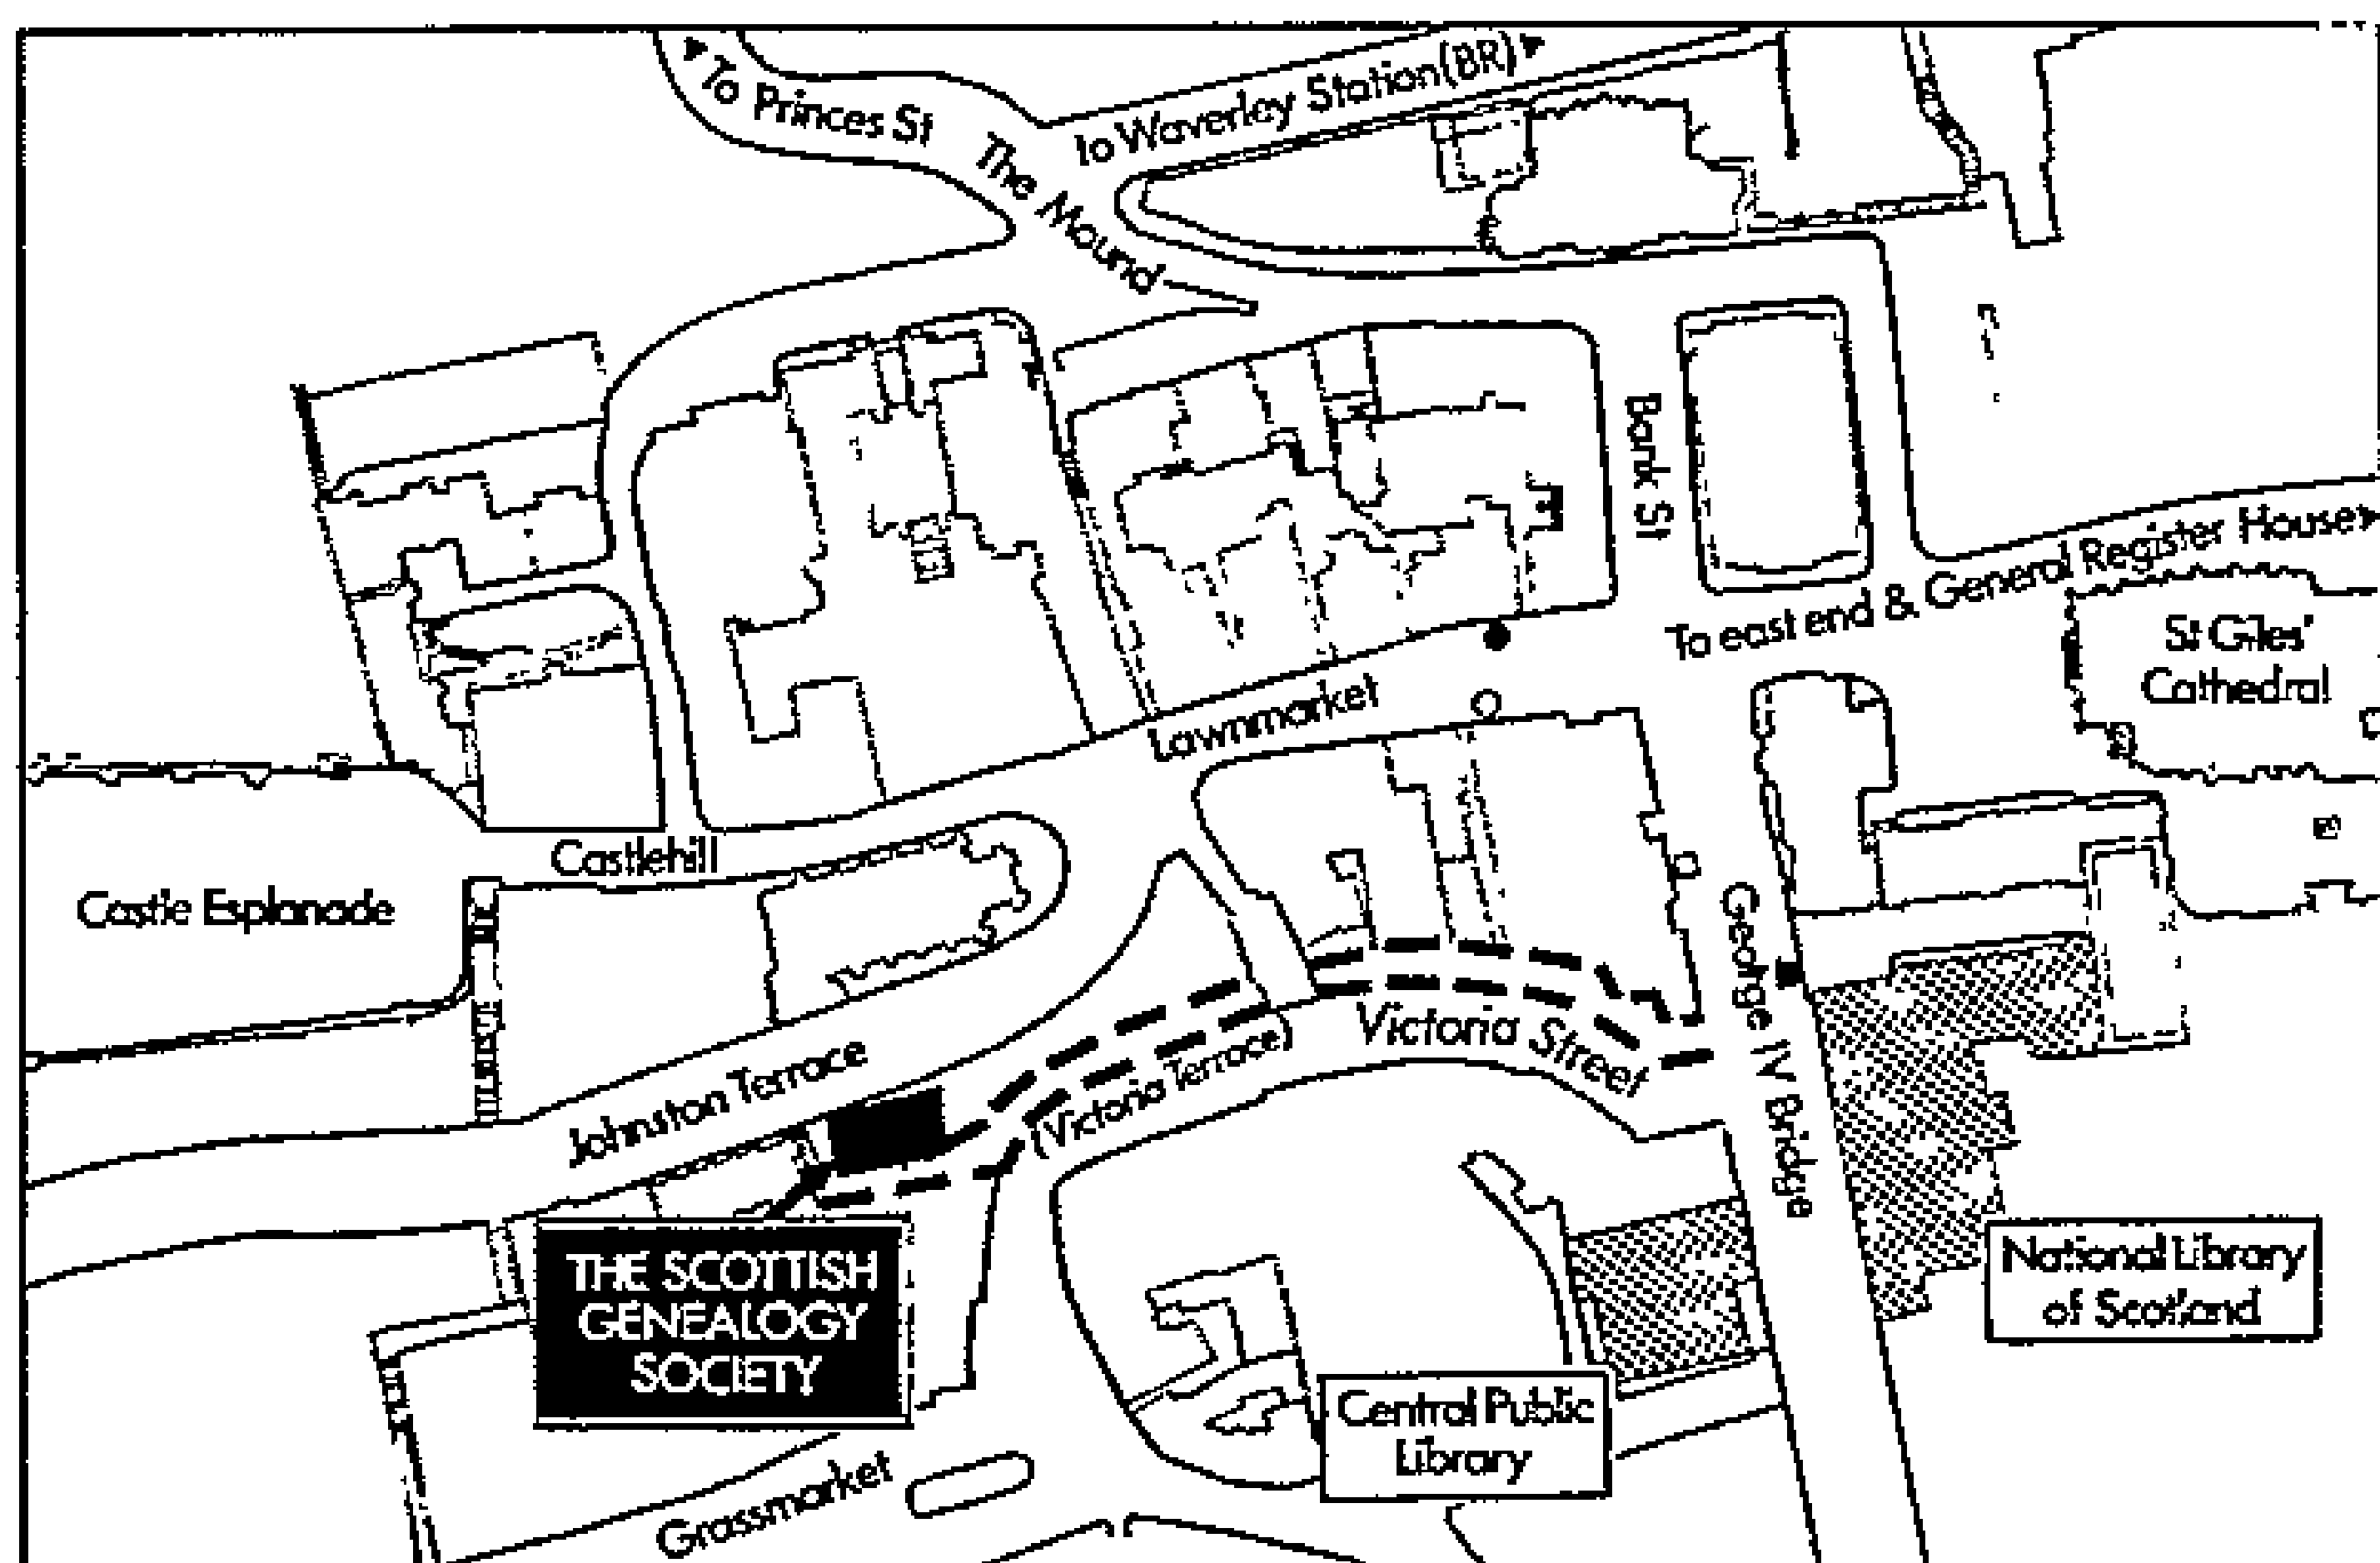 To Princes St
to Waverley Station(BR)
The Mound
Bank St
To east end & General Register House
St Giles'
Cathedral
Lawnmarket
Castlehill
Castle Esplanade
George IV Bridge
Victoria Street
(Victoria Terrace)
Johnston Terrace
THE SCOTTISH
GENEALOGY
SOCIETY
National Library
of Scotland
Central Public
Library
Grassmarket